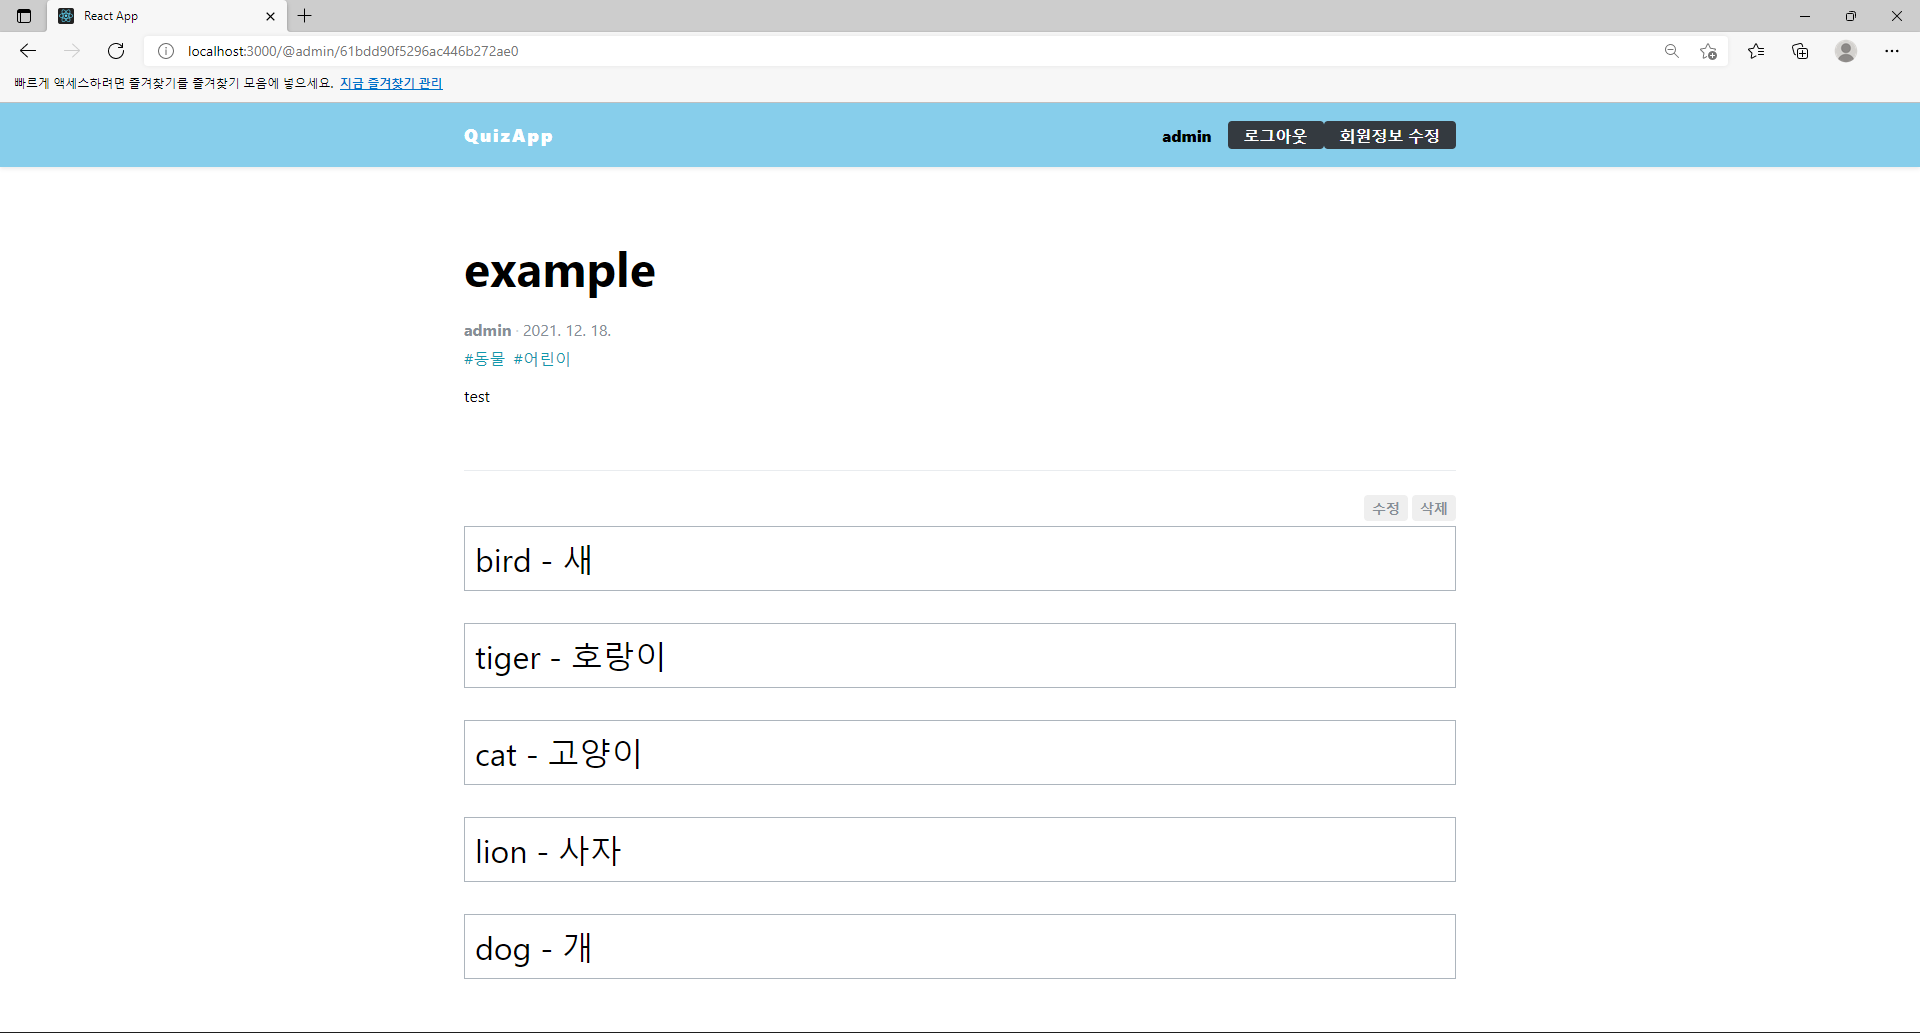 React App
localhost:3000/@admin/61bdd90f5296ac446b272ae0
빠르게 액세스하려면 즐겨찾기를 즐겨찾기 모음에 넣으세요. 지금 즐겨찾기 관리
QuizApp admin 로그아웃 회원정보 수정
example
admin · 2021. 12. 18.
#동물 #어린이
test
수정 삭제
bird - 새
tiger - 호랑이
cat - 고양이
lion - 사자
dog - 개